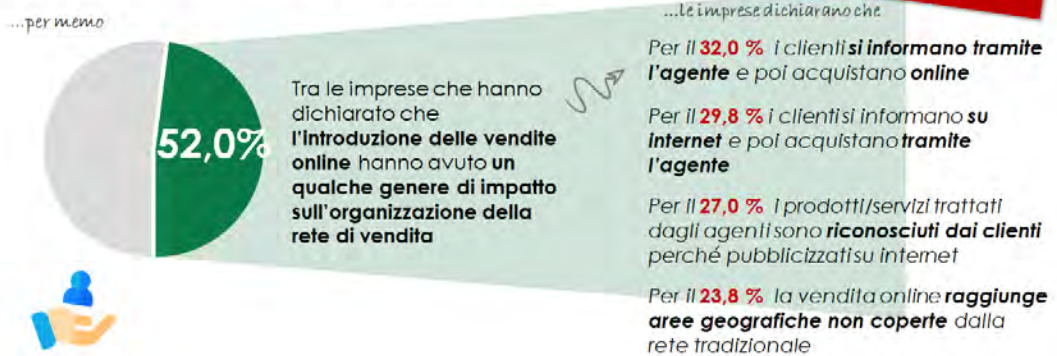 ...per memo
52,0%
Tra le imprese che hanno
dichiarato che
l'introduzione delle vendite
online hanno avuto un
qualche genere di impatto
sull'organizzazione della
rete di vendita
...le imprese dichiarano che
Per il 32,0 % i clienti si informano tramite
l'agente e poi acquistano online
Per il 29,8 % i clienti si informano su
internet e poi acquistano tramite
l'agente
Per il 27,0 % i prodotti/servizi trattati
dagli agenti sono riconosciuti dai clienti
perché pubblicizzati su internet
Per il 23,8 % la vendita online raggiunge
aree geografiche non coperte dalla
rete tradizionale